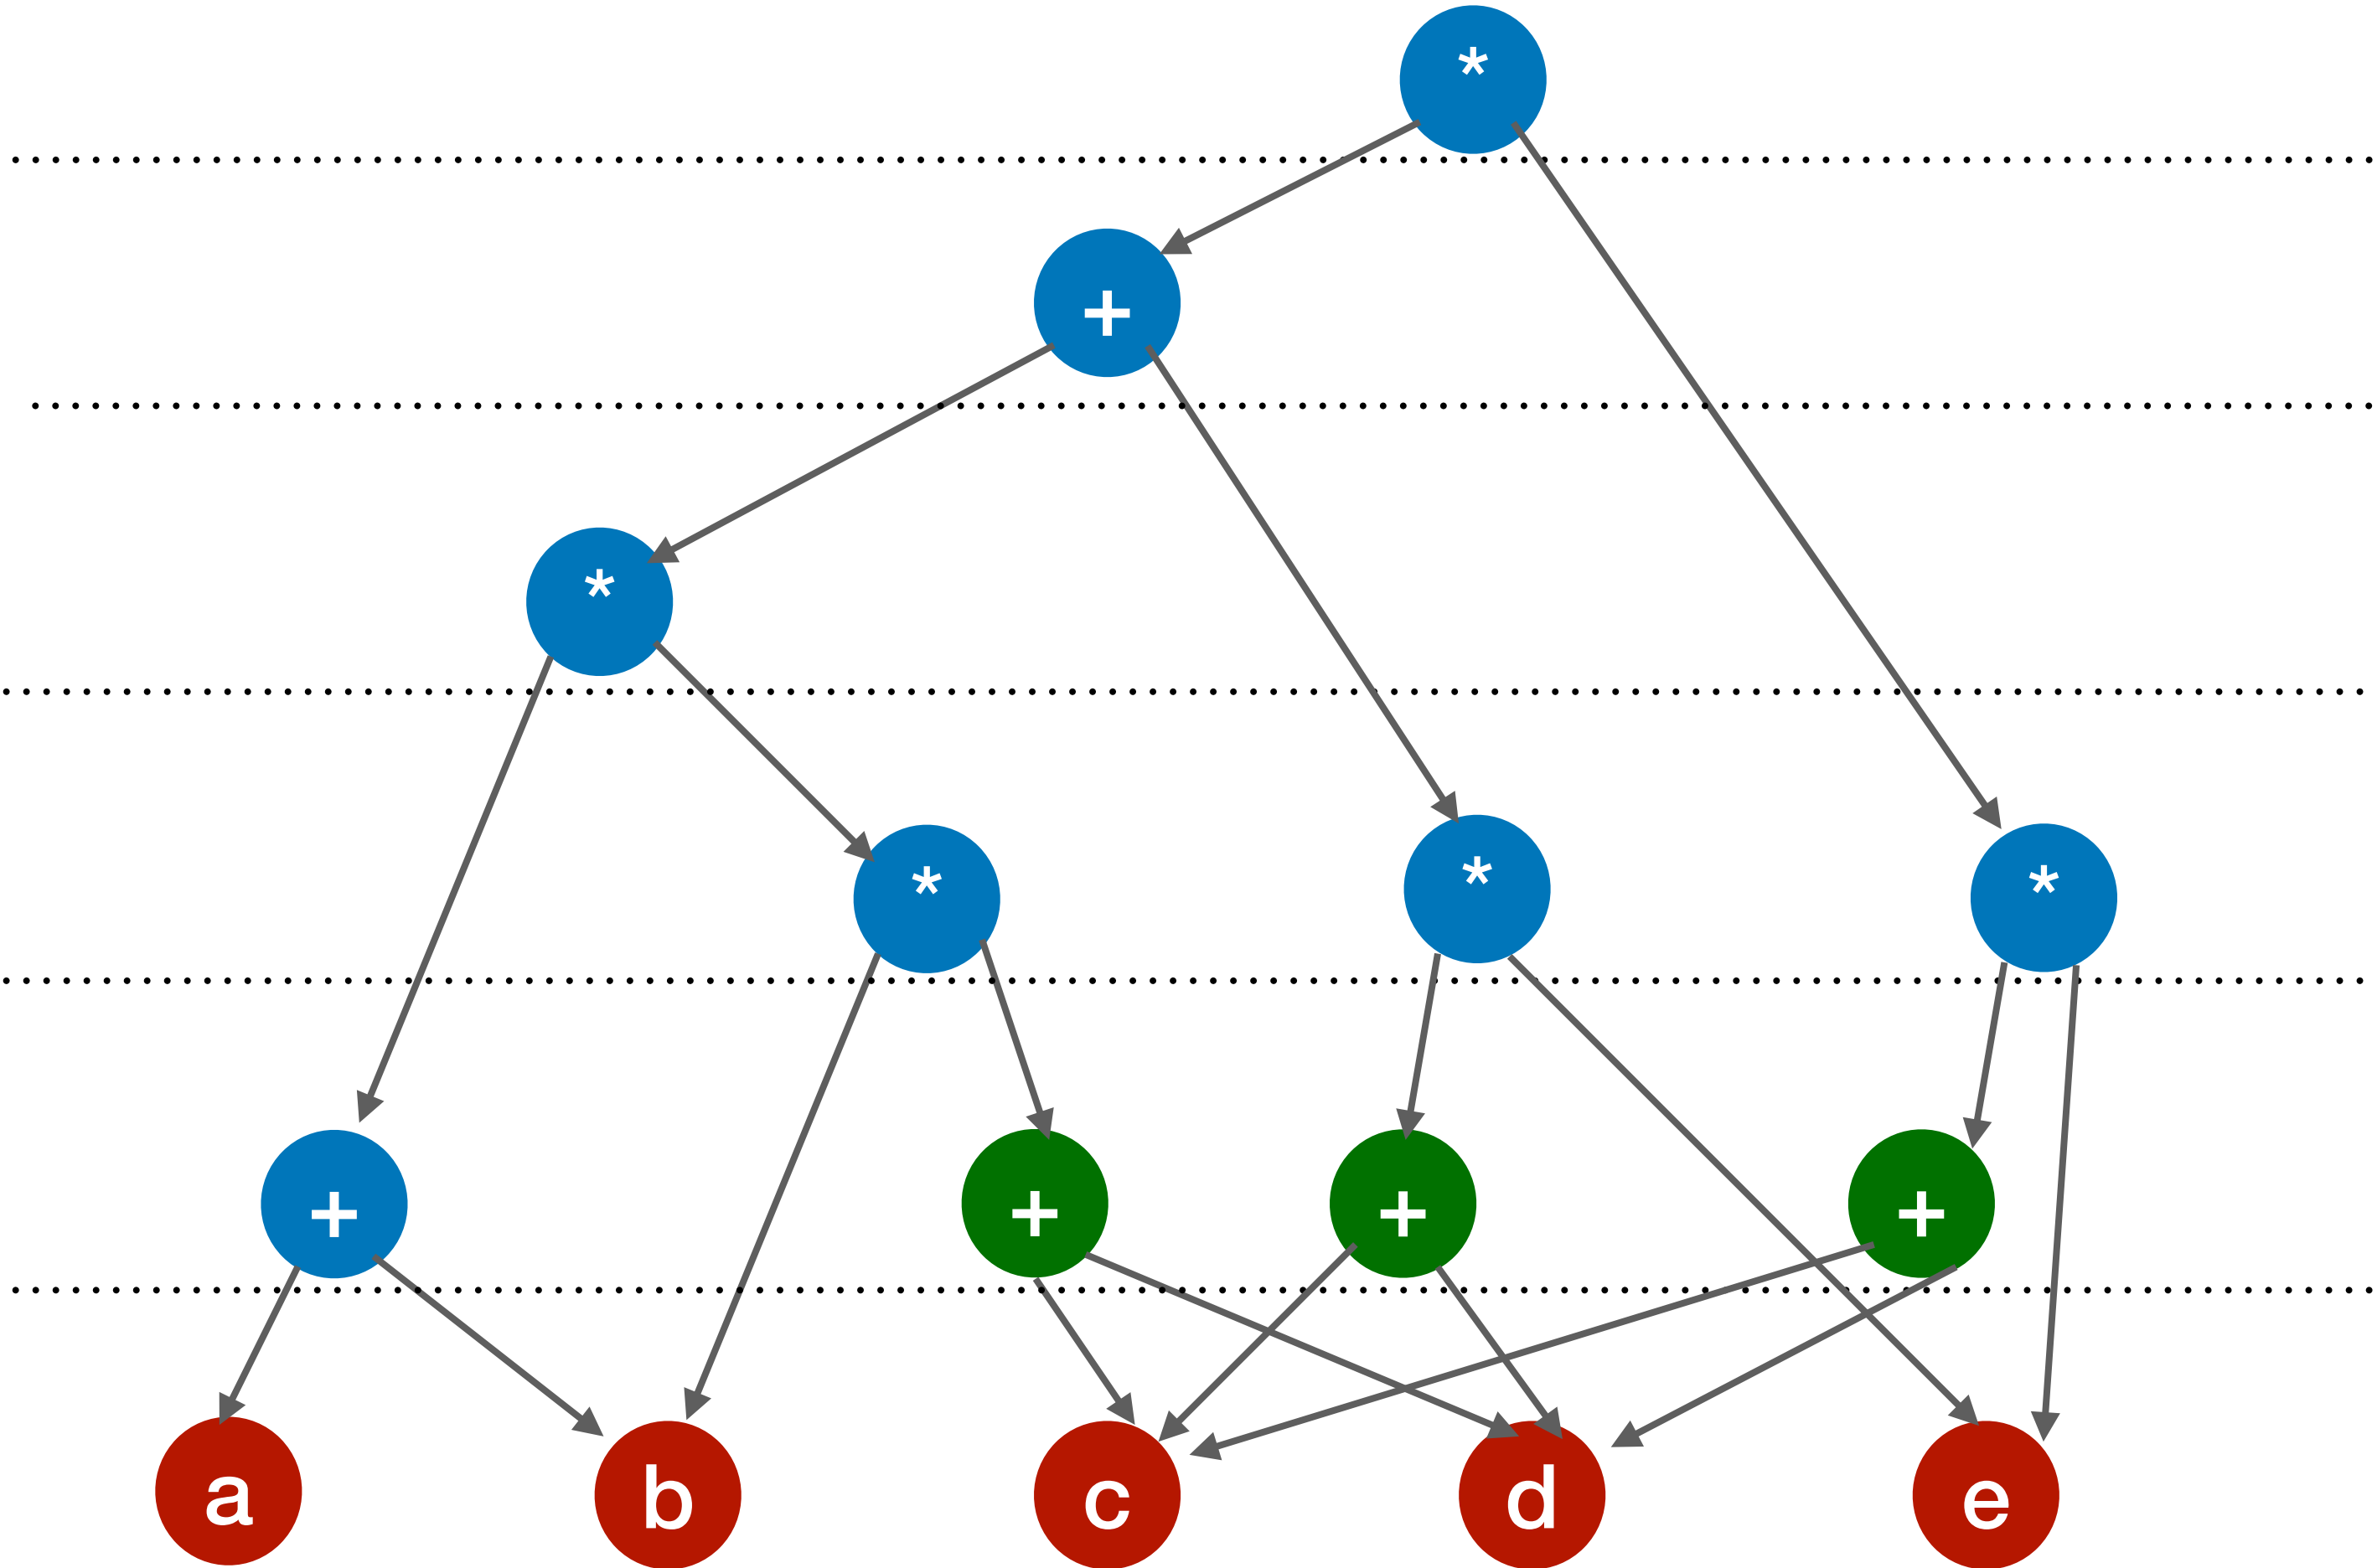 *
+
*
* * *
+ + + +
a b c d e